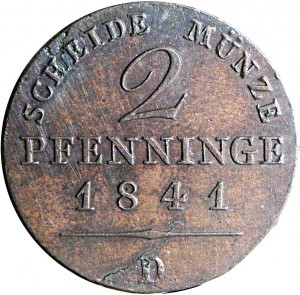 SCHEIDE MÜNZE
2
PFENNINGE
1841
D